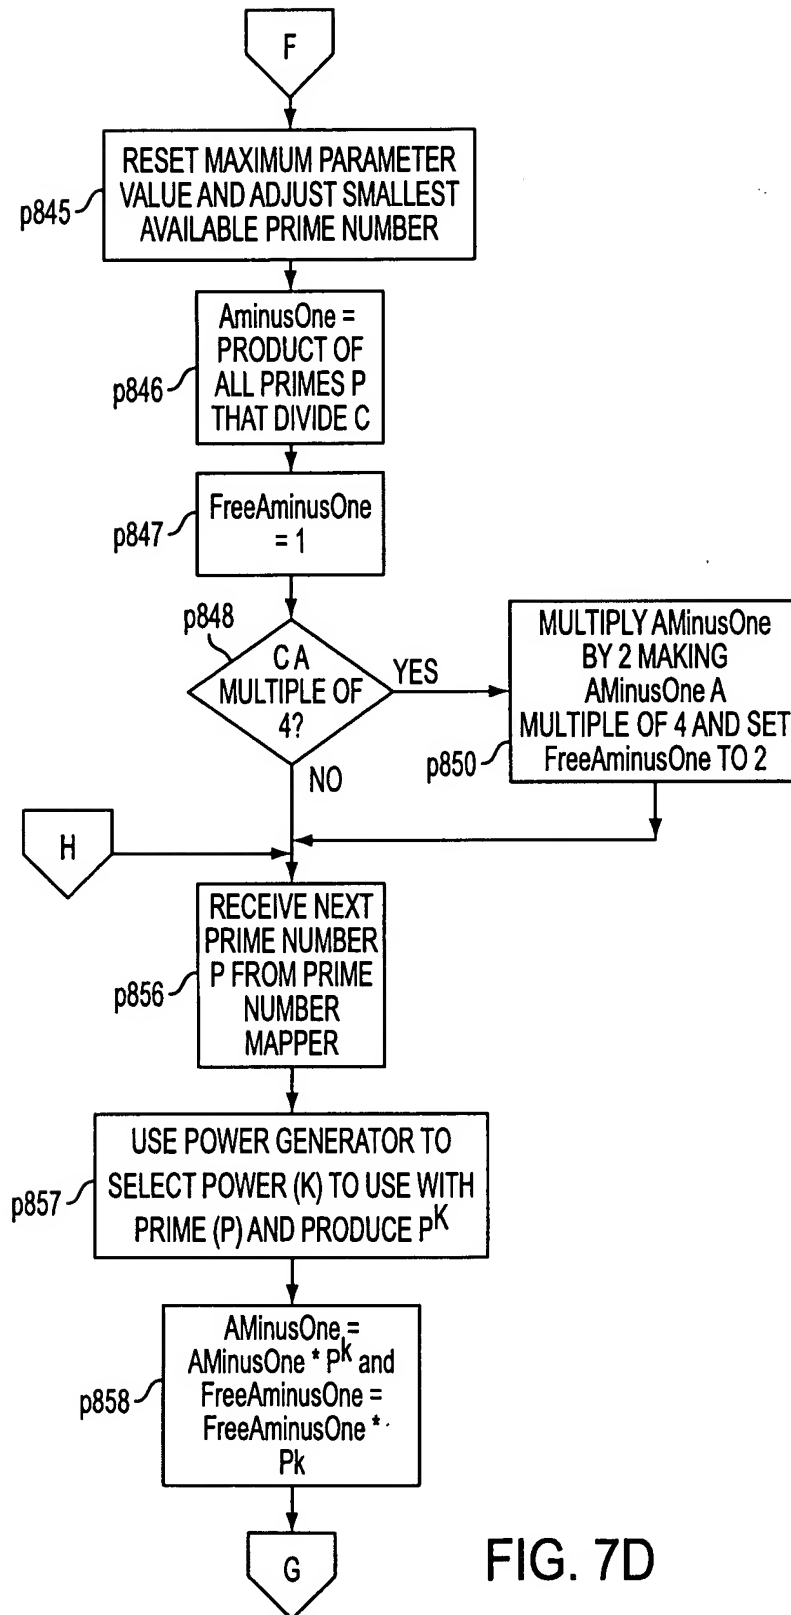 F
RESET MAXIMUM PARAMETER
VALUE AND ADJUST SMALLEST
AVAILABLE PRIME NUMBER
p845
AminusOne =
PRODUCT OF
ALL PRIMES P
THAT DIVIDE C
p846
FreeAminusOne
= 1
p847
p848
C A
MULTIPLE OF
4?
YES
NO
MULTIPLY AMinusOne
BY 2 MAKING
AMinusOne A
MULTIPLE OF 4 AND SET
FreeAminusOne TO 2
p850
H
RECEIVE NEXT
PRIME NUMBER
P FROM PRIME
NUMBER
MAPPER
p856
USE POWER GENERATOR TO
SELECT POWER (K) TO USE WITH
PRIME (P) AND PRODUCE P^K
p857
AMinusOne =
AMinusOne * P^k and
FreeAminusOne =
FreeAminusOne *
Pk
p858
G
FIG. 7D